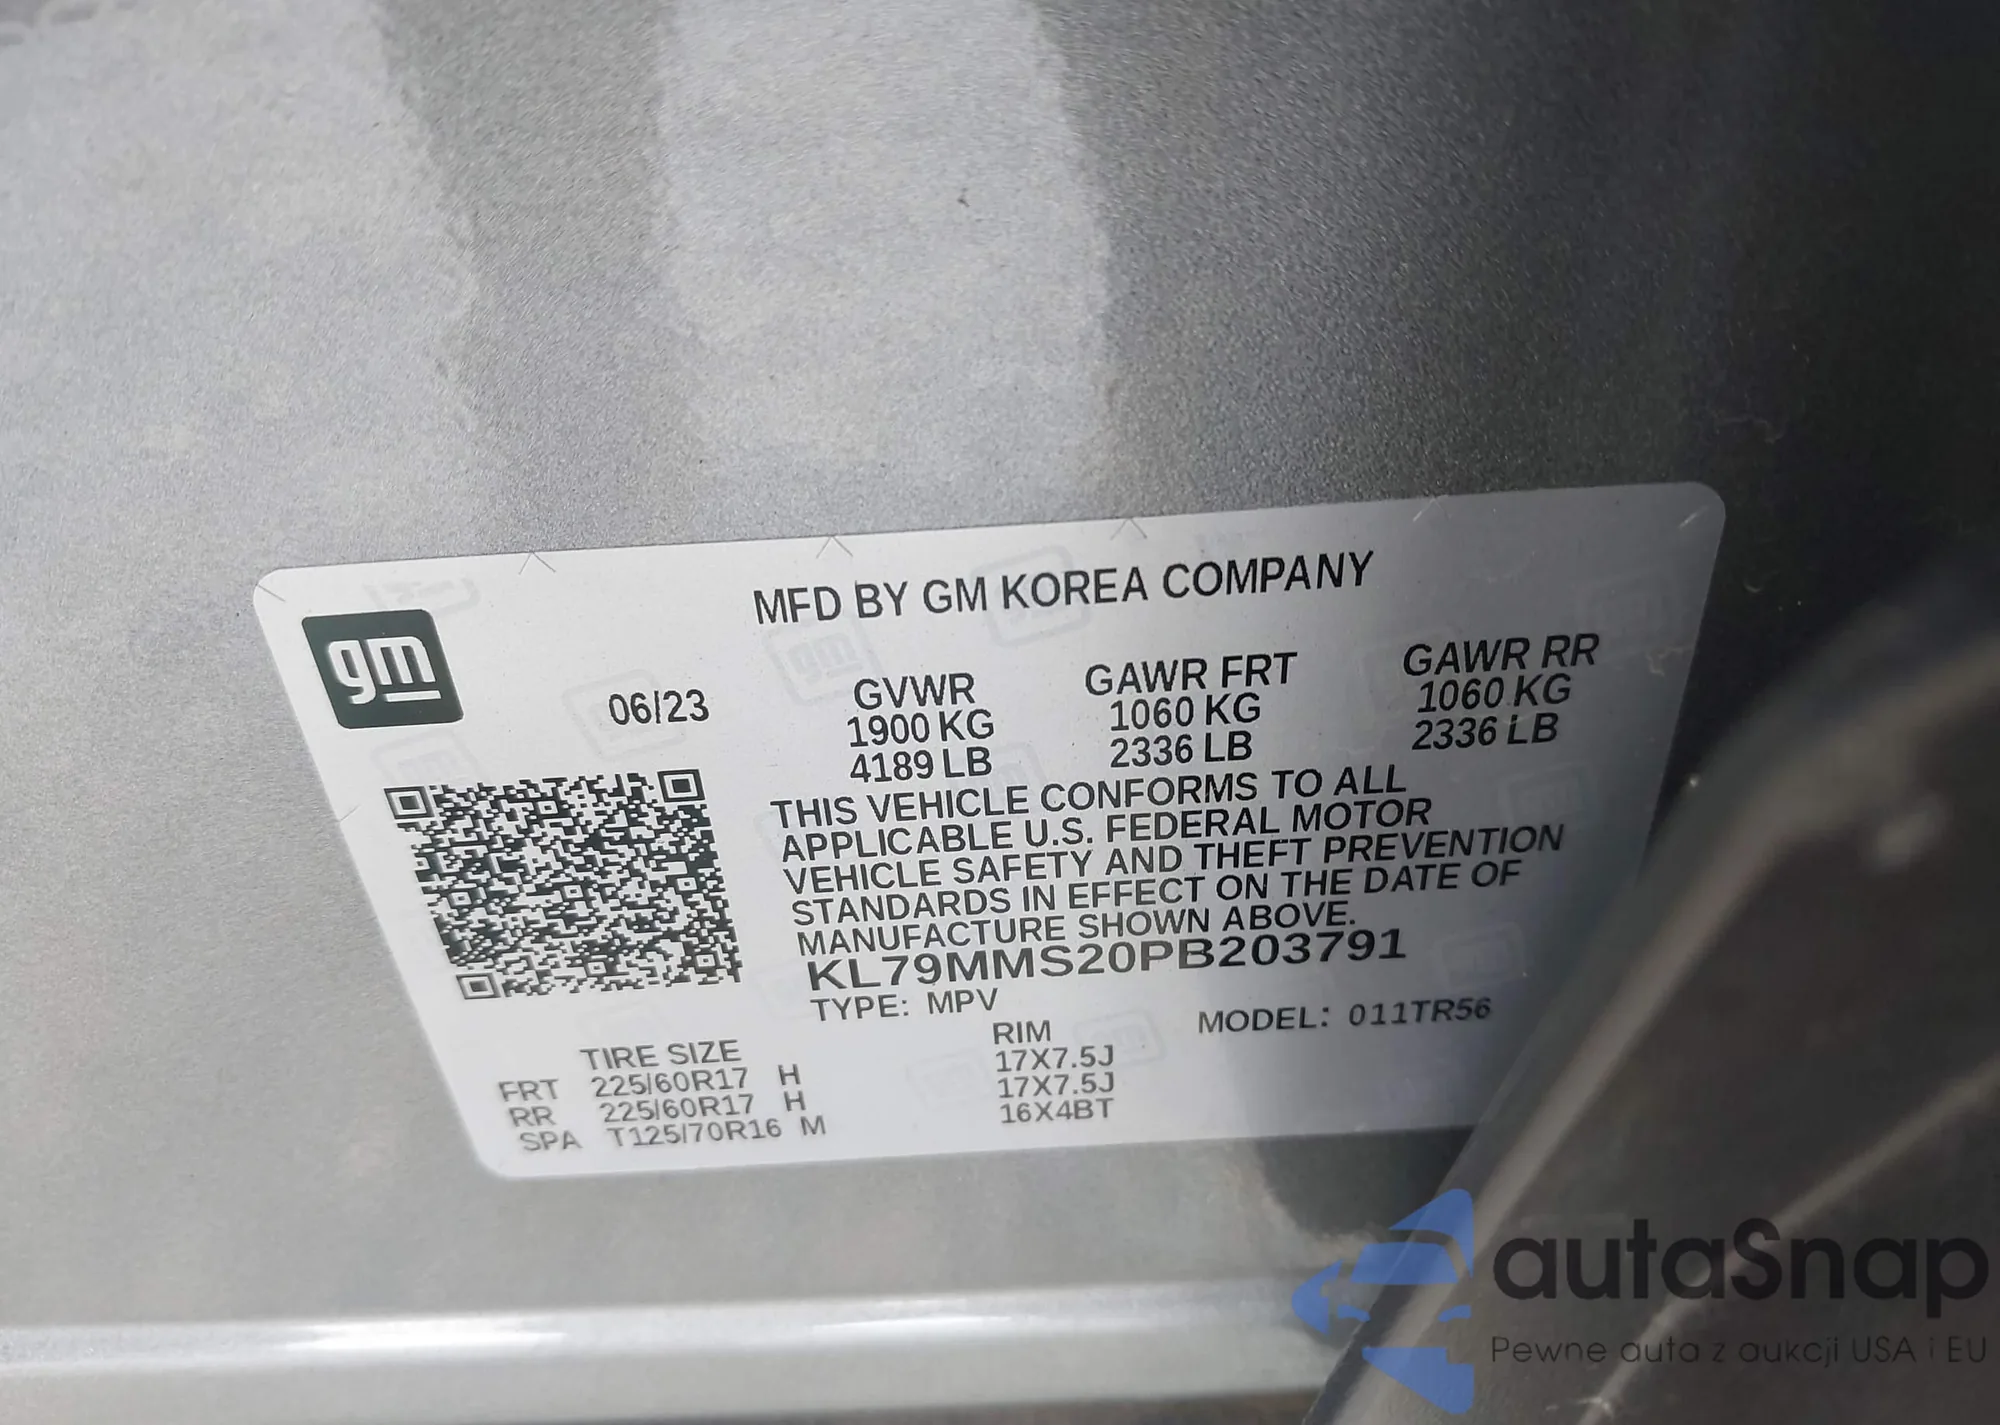 MFD BY GM KOREA COMPANY
gm
06/23
GVWR
1900 KG
4189 LB
GAWR FRT
1060 KG
2336 LB
GAWR RR
1060 KG
2336 LB
THIS VEHICLE CONFORMS TO ALL
APPLICABLE U.S. FEDERAL MOTOR
VEHICLE SAFETY AND THEFT PREVENTION
STANDARDS IN EFFECT ON THE DATE OF
MANUFACTURE SHOWN ABOVE.
KL79MMS20PB203791
TYPE: MPV
MODEL: 011TR56
TIRE SIZE RIM
FRT 225/60R17 H 17X7.5J
RR 225/60R17 H 17X7.5J
SPA T125/70R16 M 16X4BT
autaSnap
Pewne auta z aukcji USA i EU